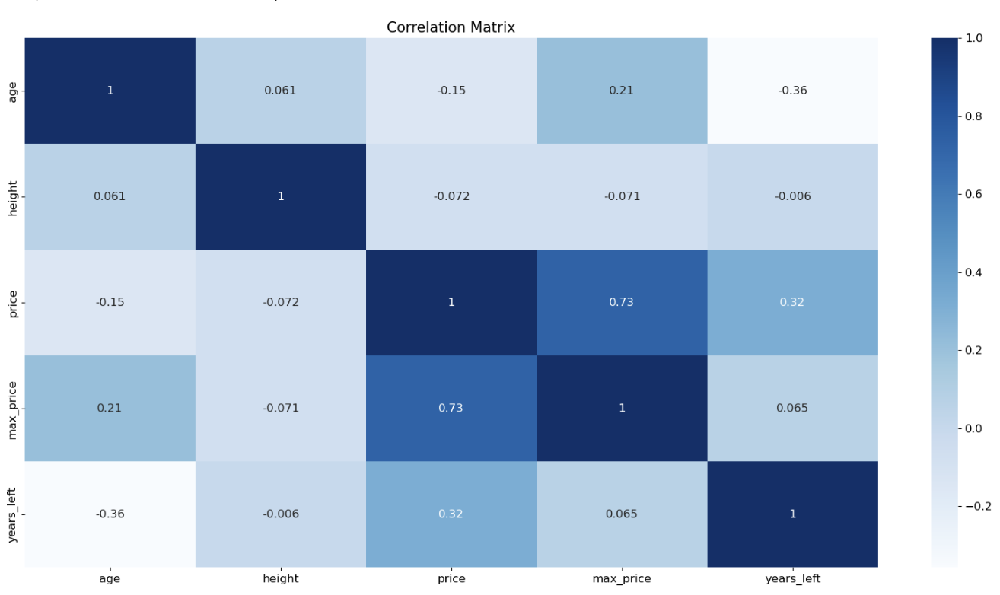 Correlation Matrix
age 1 0.061 -0.15 0.21 -0.36
height 0.061 1 -0.072 -0.071 -0.006
price -0.15 -0.072 1 0.73 0.32
max_price 0.21 -0.071 0.73 1 0.065
years_left -0.36 -0.006 0.32 0.065 1
age height price max_price years_left
1.0
0.8
0.6
0.4
0.2
0.0
−0.2